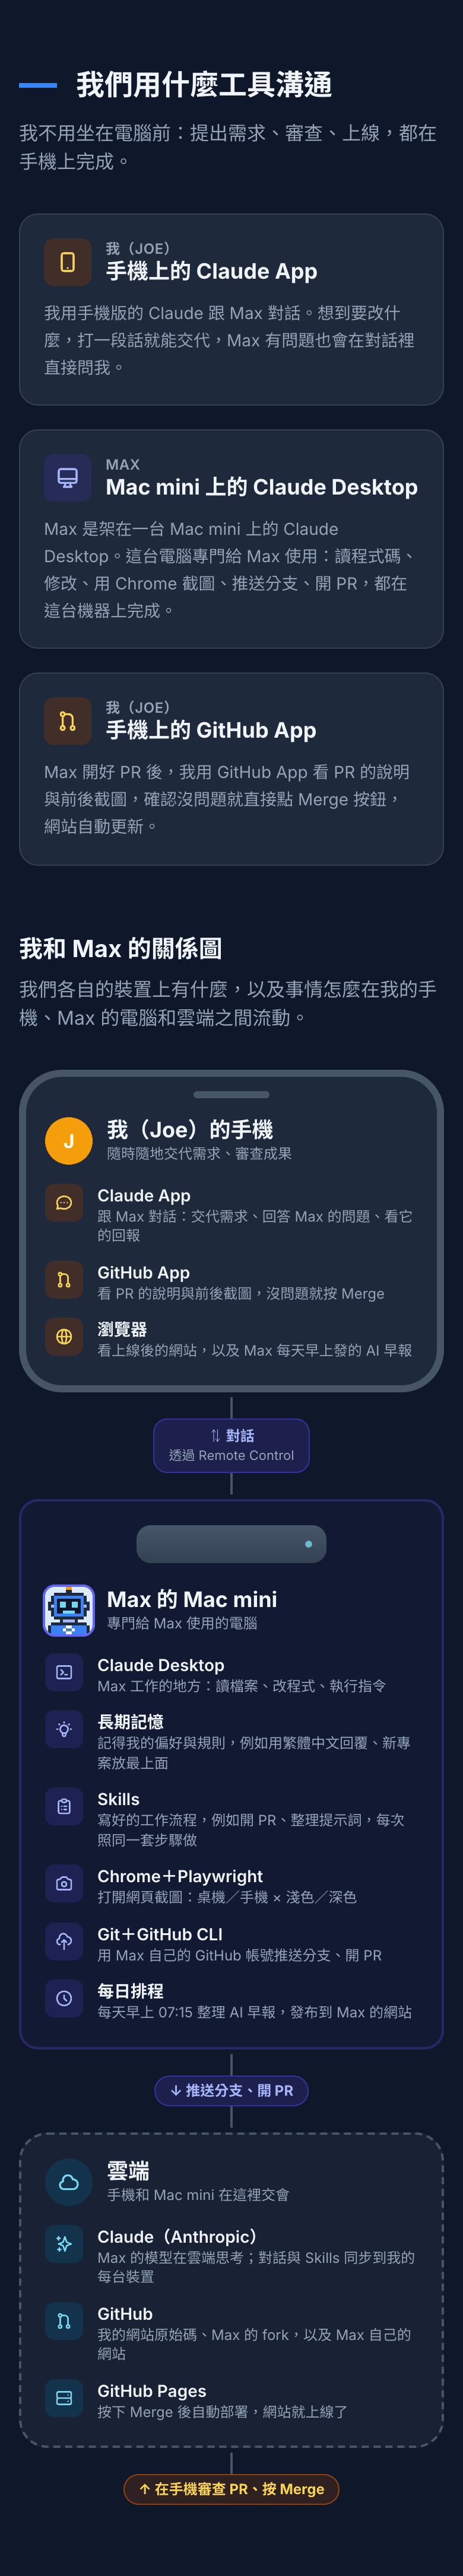 我們用什麼工具溝通
我不用坐在電腦前：提出需求、審查、上線，都在
手機上完成。
我（JOE）
手機上的 Claude App
我用手機版的 Claude 跟 Max 對話。想到要改什
麼，打一段話就能交代，Max 有問題也會在對話裡
直接問我。
MAX
Mac mini 上的 Claude Desktop
Max 是架在一台 Mac mini 上的 Claude
Desktop。這台電腦專門給 Max 使用：讀程式碼、
修改、用 Chrome 截圖、推送分支、開 PR，都在
這台機器上完成。
我（JOE）
手機上的 GitHub App
Max 開好 PR 後，我用 GitHub App 看 PR 的說明
與前後截圖，確認沒問題就直接點 Merge 按鈕，
網站自動更新。
我和 Max 的關係圖
我們各自的裝置上有什麼，以及事情怎麼在我的手
機、Max 的電腦和雲端之間流動。
J
我（Joe）的手機
隨時隨地交代需求、審查成果
Claude App
跟 Max 對話：交代需求、回答 Max 的問題、看它
的回報
GitHub App
看 PR 的說明與前後截圖，沒問題就按 Merge
瀏覽器
看上線後的網站，以及 Max 每天早上發的 AI 早報
⇅ 對話
透過 Remote Control
Max 的 Mac mini
專門給 Max 使用的電腦
Claude Desktop
Max 工作的地方：讀檔案、改程式、執行指令
長期記憶
記得我的偏好與規則，例如用繁體中文回覆、新專
案放最上面
Skills
寫好的工作流程，例如開 PR、整理提示詞，每次
照同一套步驟做
Chrome＋Playwright
打開網頁截圖：桌機／手機 × 淺色／深色
Git＋GitHub CLI
用 Max 自己的 GitHub 帳號推送分支、開 PR
每日排程
每天早上 07:15 整理 AI 早報，發布到 Max 的網站
↓ 推送分支、開 PR
雲端
手機和 Mac mini 在這裡交會
Claude（Anthropic）
Max 的模型在雲端思考；對話與 Skills 同步到我的
每台裝置
GitHub
我的網站原始碼、Max 的 fork，以及 Max 自己的
網站
GitHub Pages
按下 Merge 後自動部署，網站就上線了
↑ 在手機審查 PR、按 Merge